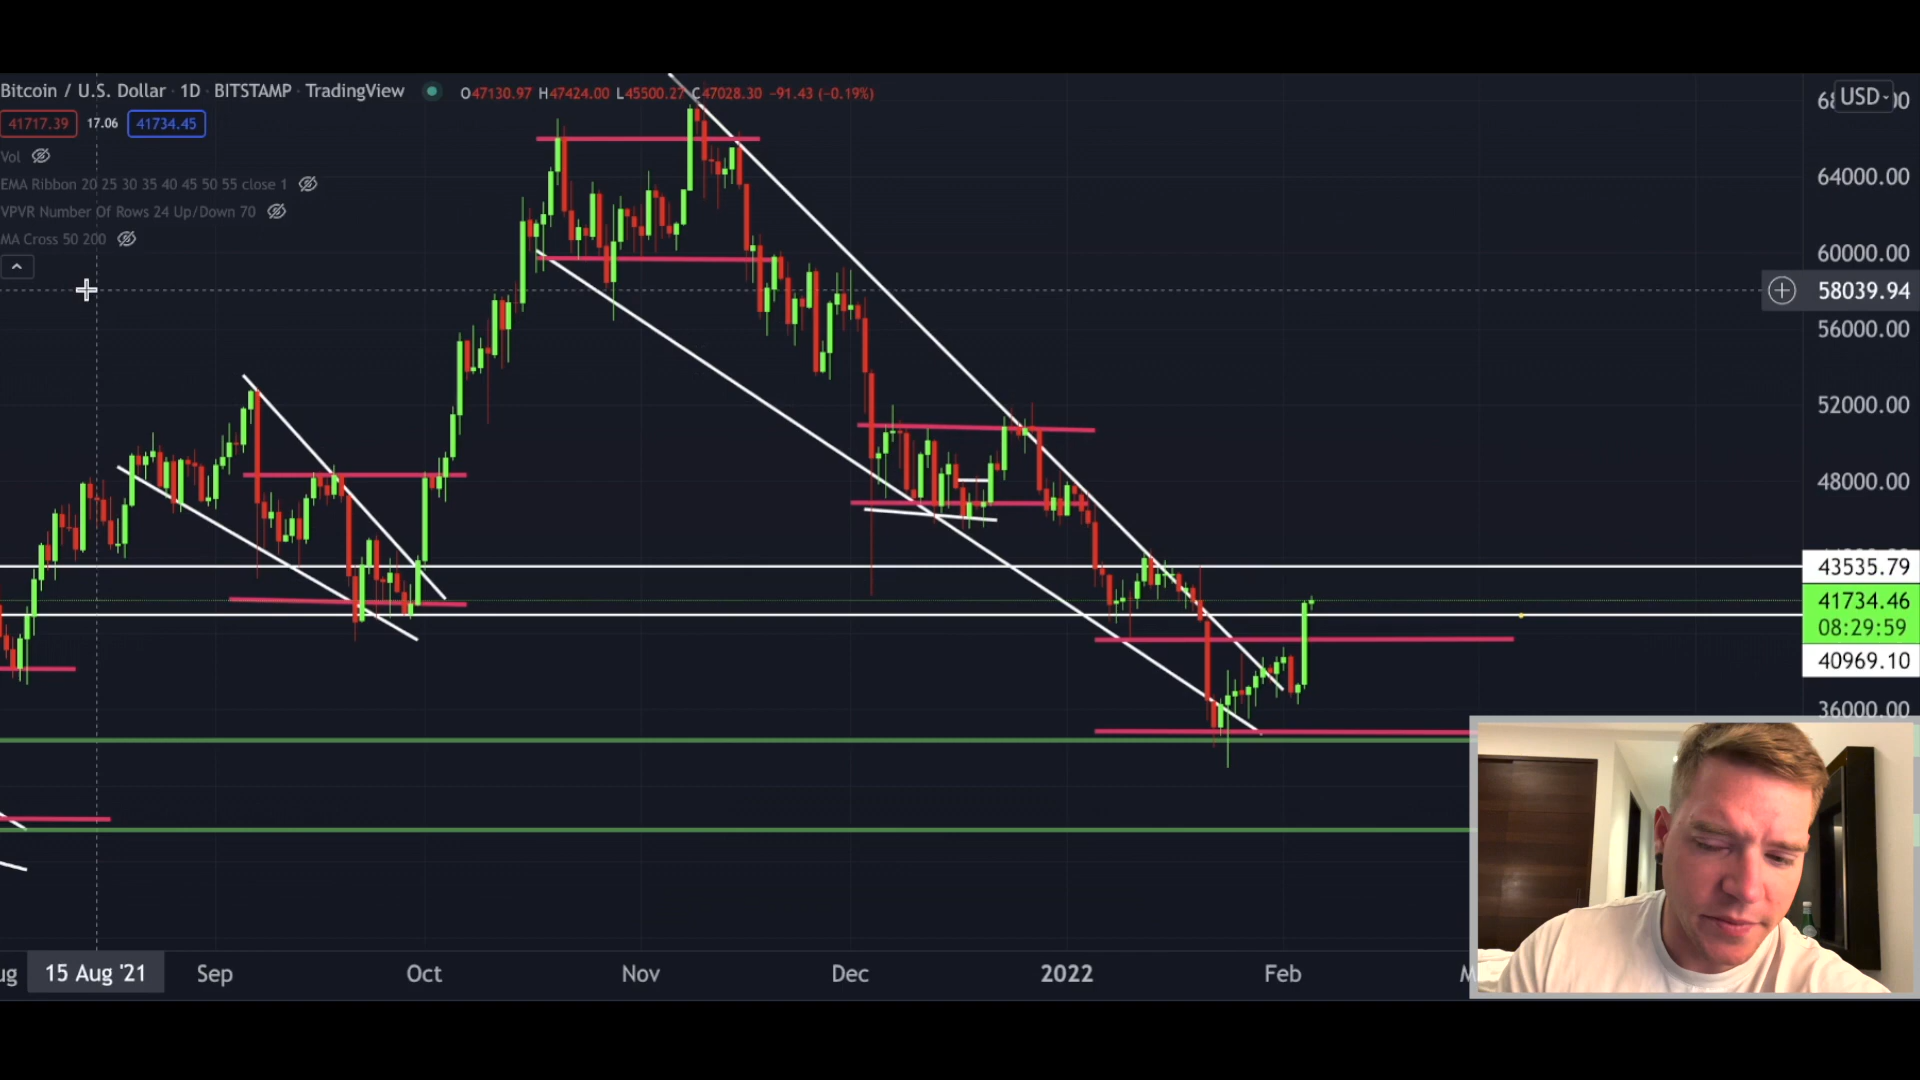 Bitcoin / U.S. Dollar · 1D · BITSTAMP · TradingView O47130.97 H47424.00 L45500.27 C47028.30 −91.43 (−0.19%)
41717.39 17.06 41734.45
Vol
EMA Ribbon 20 25 30 35 40 45 50 55 close 1
VPVR Number Of Rows 24 Up/Down 70
MA Cross 50 200
USD
64000.00
60000.00
58039.94
56000.00
52000.00
48000.00
43535.79
41734.46
08:29:59
40969.10
36000.00
15 Aug '21 Sep Oct Nov Dec 2022 Feb